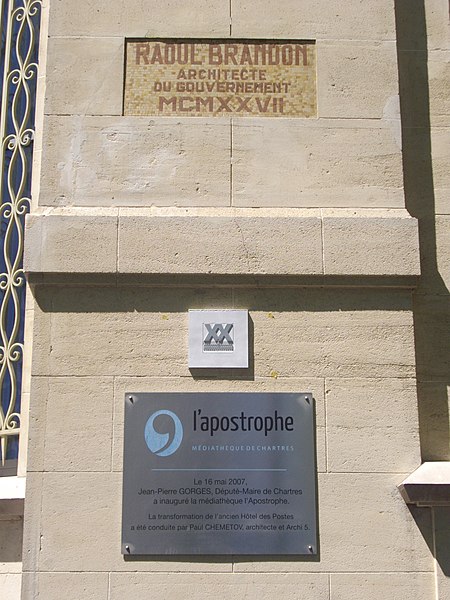 RAOUL BRANDON
ARCHITECTE
DU GOUVERNEMENT
MCMXXVII
XX
l'apostrophe
MÉDIATHÈQUE DE CHARTRES
Le 16 mai 2007,
Jean-Pierre GORGES, Député-Maire de Chartres
a inauguré la médiathèque l'Apostrophe.
La transformation de l'ancien Hôtel des Postes
a été conduite par Paul CHEMETOV, architecte et Archi 5.